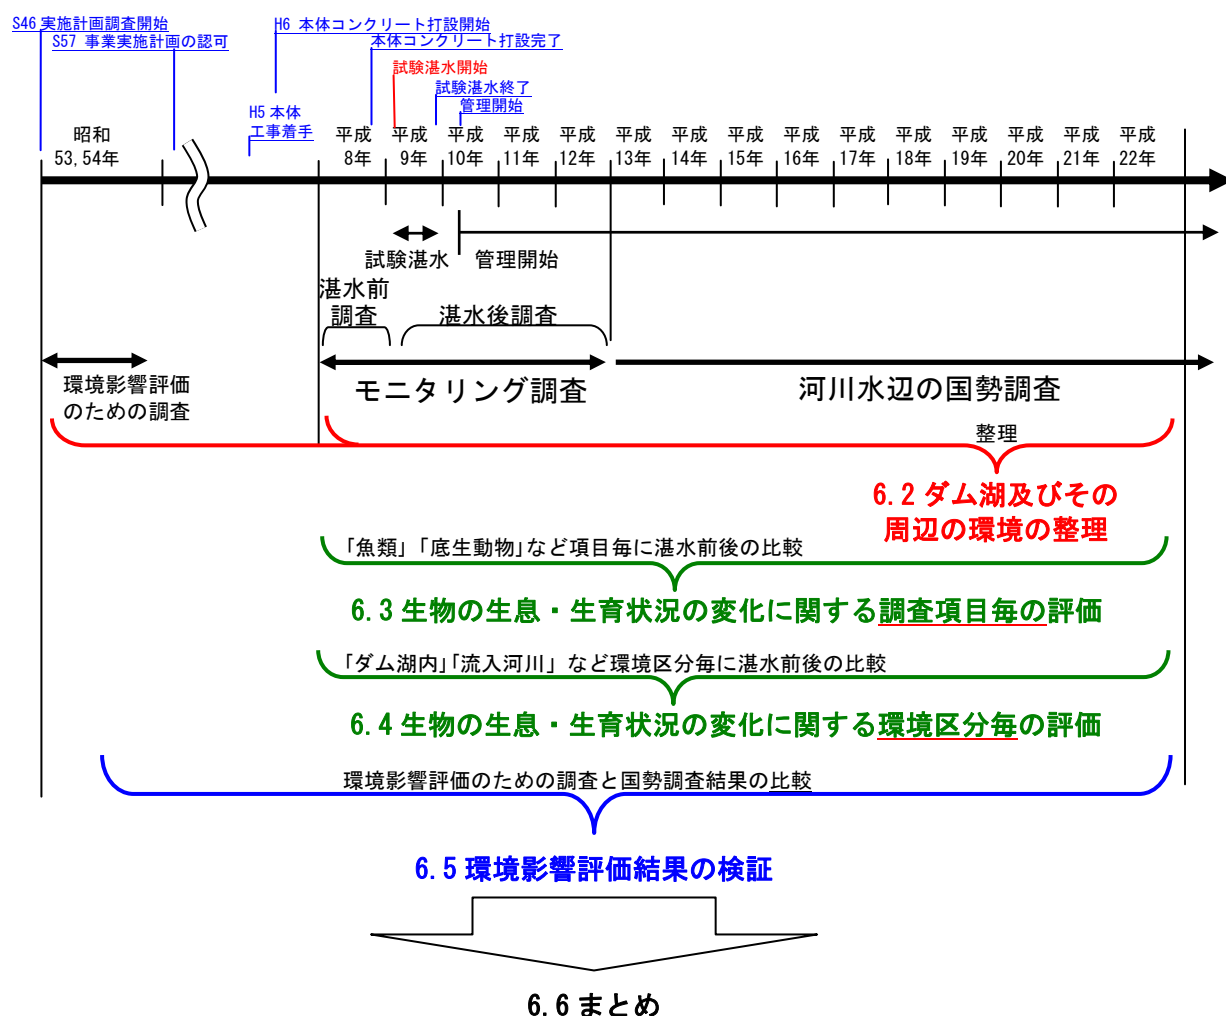 S46 実施計画調査開始
S57 事業実施計画の認可
H6 本体コンクリート打設開始
本体コンクリート打設完了
試験湛水開始
試験湛水終了
管理開始
H5 本体
工事着手
昭和
53,54年
平成
8年
平成
9年
平成
10年
平成
11年
平成
12年
平成
13年
平成
14年
平成
15年
平成
16年
平成
17年
平成
18年
平成
19年
平成
20年
平成
21年
平成
22年
試験湛水
管理開始
湛水前
調査
湛水後調査
環境影響評価
のための調査
モニタリング調査
河川水辺の国勢調査
整理
6.2 ダム湖及びその
周辺の環境の整理
「魚類」「底生動物」など項目毎に湛水前後の比較
6.3 生物の生息・生育状況の変化に関する調査項目毎の評価
「ダム湖内」「流入河川」など環境区分毎に湛水前後の比較
6.4 生物の生息・生育状況の変化に関する環境区分毎の評価
環境影響評価のための調査と国勢調査結果の比較
6.5 環境影響評価結果の検証
6.6 まとめ